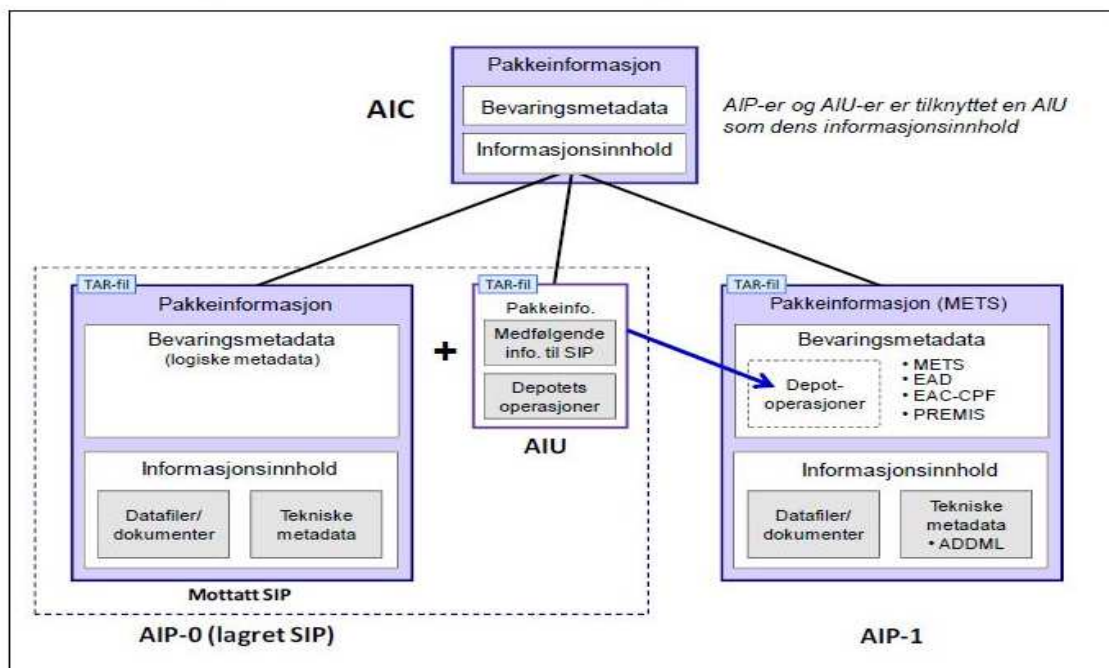 Pakkeinformasjon
AIC
Bevaringsmetadata
Informasjonsinnhold
AIP-er og AIU-er er tilknyttet en AIU
som dens informasjonsinnhold
TAR-fil
Pakkeinformasjon
Bevaringsmetadata
(logiske metadata)
Informasjonsinnhold
Datafiler/
dokumenter
Tekniske
metadata
Mottatt SIP
+
TAR-fil
Pakkeinfo.
Medfølgende
info. til SIP
Depotets
operasjoner
AIU
AIP-0 (lagret SIP)
TAR-fil
Pakkeinformasjon (METS)
Bevaringsmetadata
Depot-
operasjoner
• METS
• EAD
• EAC-CPF
• PREMIS
Informasjonsinnhold
Datafiler/
dokumenter
Tekniske
metadata
• ADDML
AIP-1